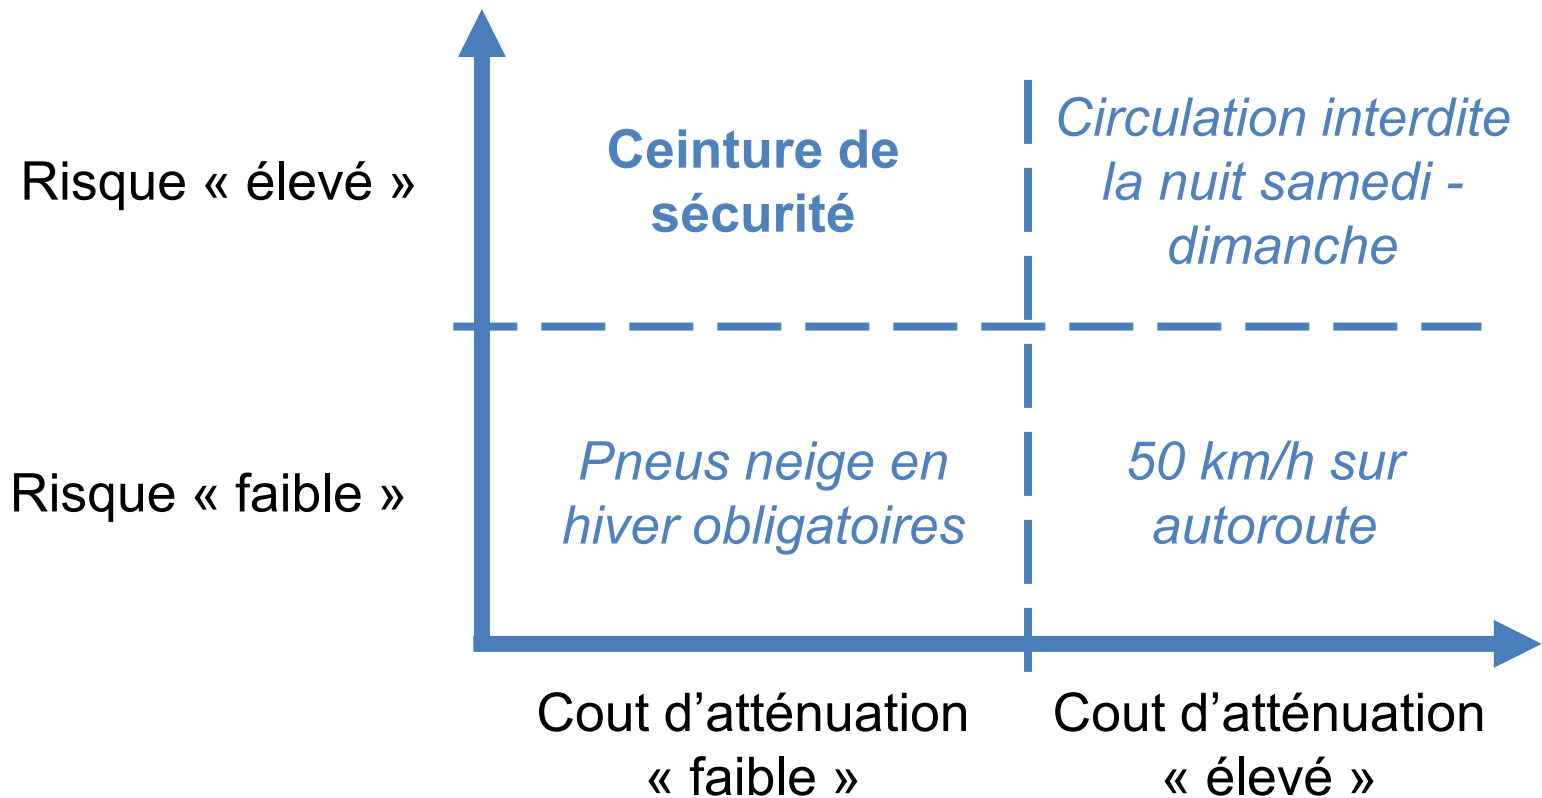 Risque « élevé »
Ceinture de
sécurité
Circulation interdite
la nuit samedi -
dimanche
Risque « faible »
Pneus neige en
hiver obligatoires
50 km/h sur
autoroute
Cout d’atténuation
« faible »
Cout d’atténuation
« élevé »